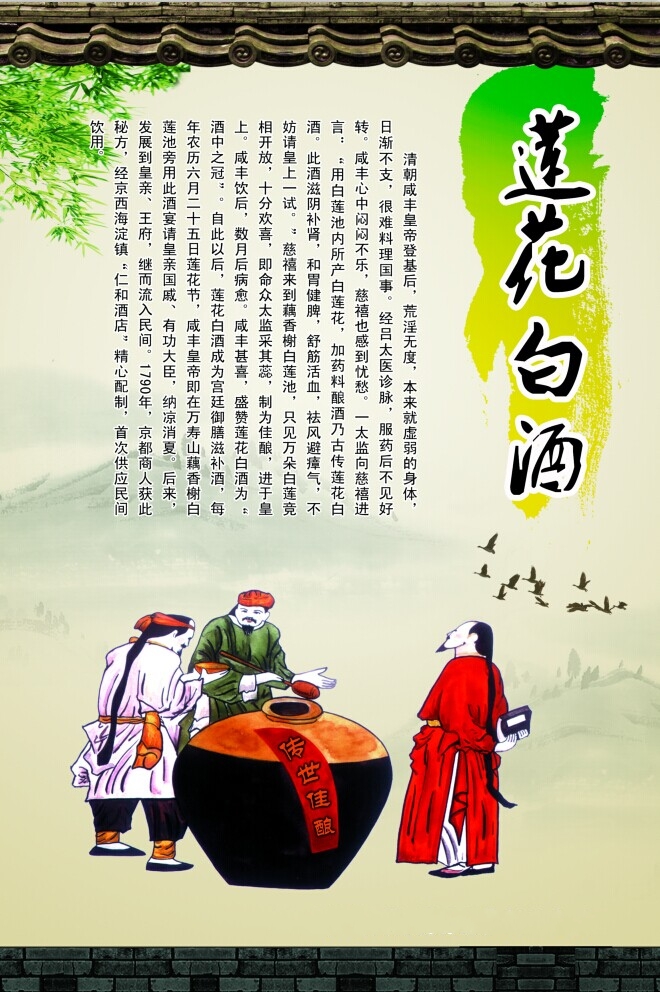 莲花白酒
清朝咸丰皇帝登基后，荒淫无度，本来就虚弱的身体，
日渐不支，很难料理国事。经吕太医诊脉，服药后不见好
转。咸丰心中闷闷不乐，慈禧也感到忧愁。一太监向慈禧进
言：“用白莲池内所产白莲花，加药料酿酒乃古传莲花白
酒。此酒滋阴补肾，和胃健脾，舒筋活血，祛风避瘴气，不
妨请皇上一试。”慈禧来到藕香榭白莲池，只见万朵白莲竞
相开放，十分欢喜，即命众太监采其蕊，制为佳酿，进于皇
上。咸丰饮后，数月后病愈。咸丰甚喜，盛赞莲花白酒为“
酒中之冠”。自此以后，莲花白酒成为宫廷御膳滋补酒，每
年农历六月二十五日莲花节，咸丰皇帝即在万寿山藕香榭白
莲池旁用此酒宴请皇亲国戚、有功大臣，纳凉消夏。后来，
发展到皇亲、王府，继而流入民间。1790年，京都商人获此
秘方，经京西海淀镇“仁和酒店”精心配制，首次供应民间
饮用。
传世佳酿